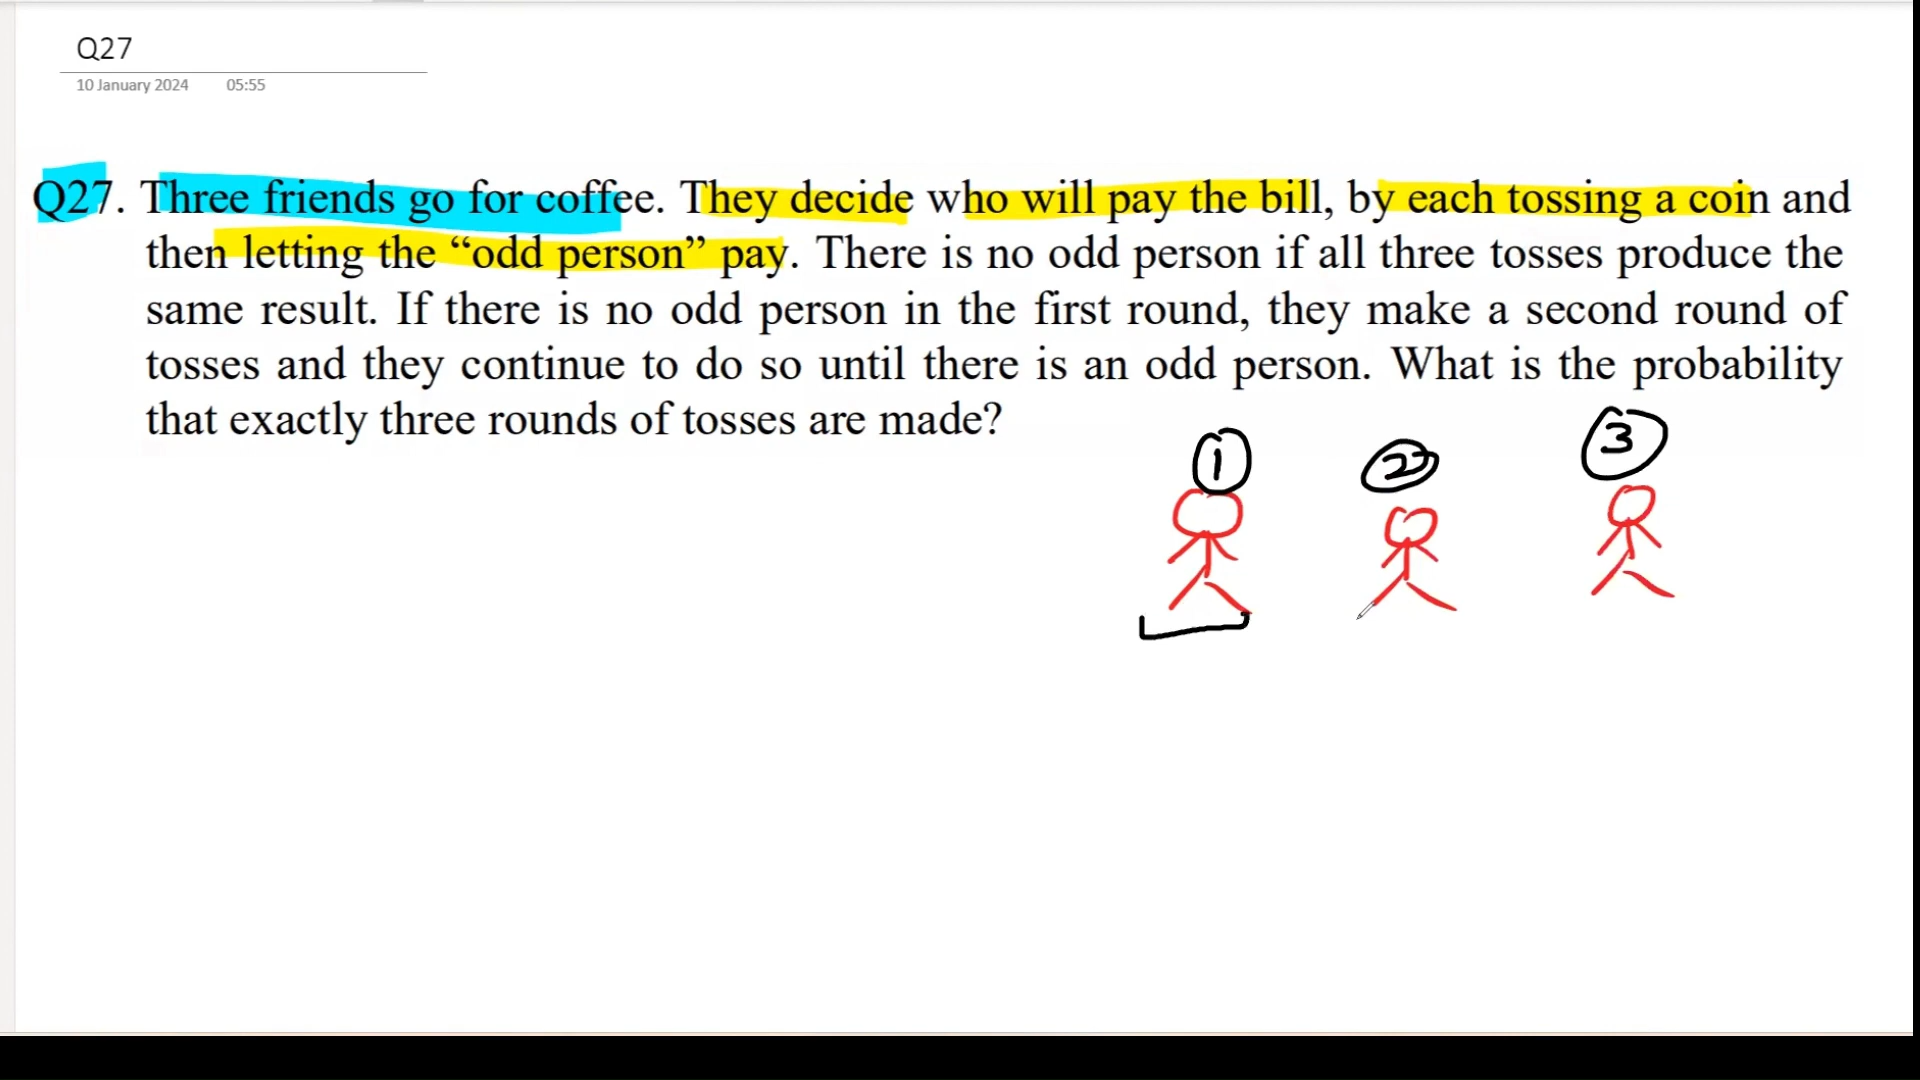 Q27
10 January 2024 05:55
Q27. Three friends go for coffee. They decide who will pay the bill, by each tossing a coin and
then letting the “odd person” pay. There is no odd person if all three tosses produce the
same result. If there is no odd person in the first round, they make a second round of
tosses and they continue to do so until there is an odd person. What is the probability
that exactly three rounds of tosses are made?
1 2 3